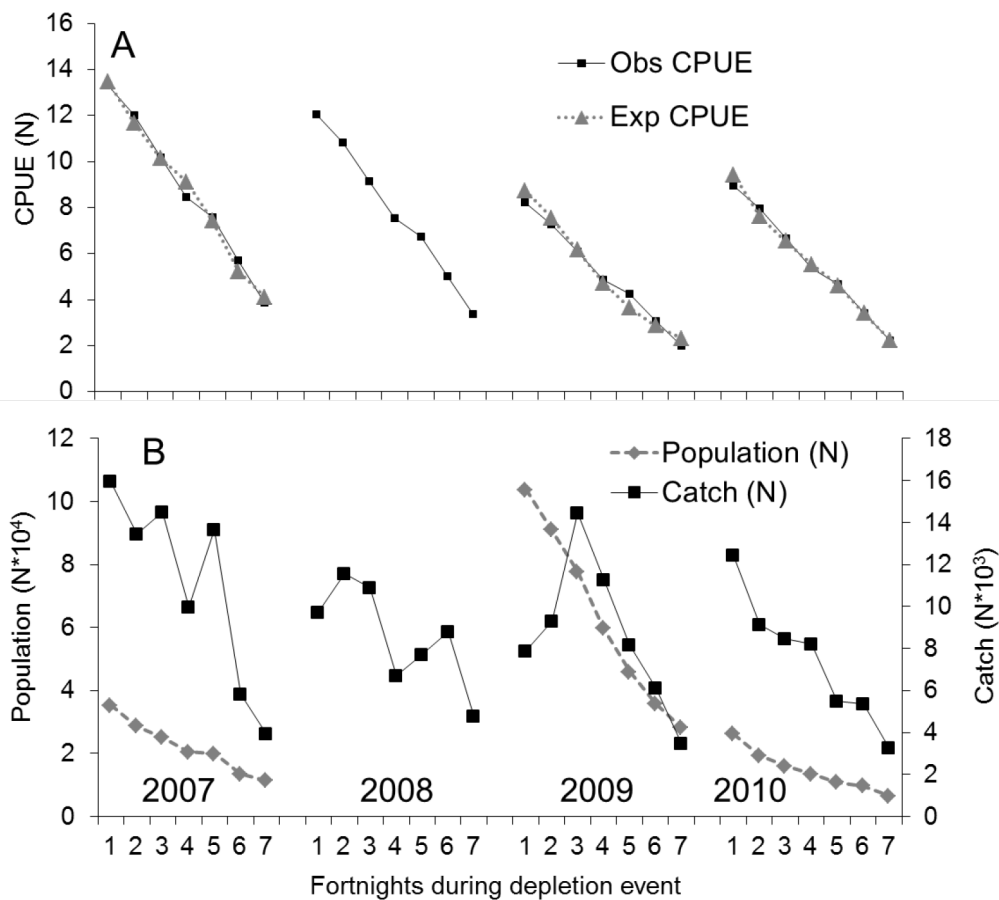 16
14
12
10
8
6
4
2
0
CPUE (N)
A
Obs CPUE
Exp CPUE
12
10
8
6
4
2
0
Population (N*10⁴)
B
Population (N)
Catch (N)
18
16
14
12
10
8
6
4
2
0
Catch (N*10³)
2007 2008 2009 2010
1 2 3 4 5 6 7 1 2 3 4 5 6 7 1 2 3 4 5 6 7 1 2 3 4 5 6 7
Fortnights during depletion event